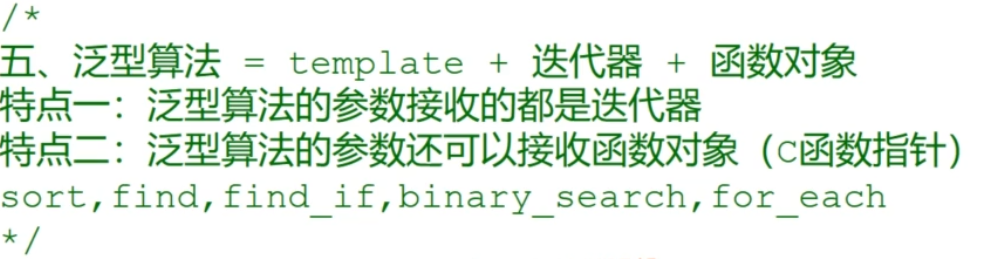 /*
五、泛型算法 = template + 迭代器 + 函数对象
特点一：泛型算法的参数接收的都是迭代器
特点二：泛型算法的参数还可以接收函数对象（C函数指针）
sort,find,find_if,binary_search,for_each
*/